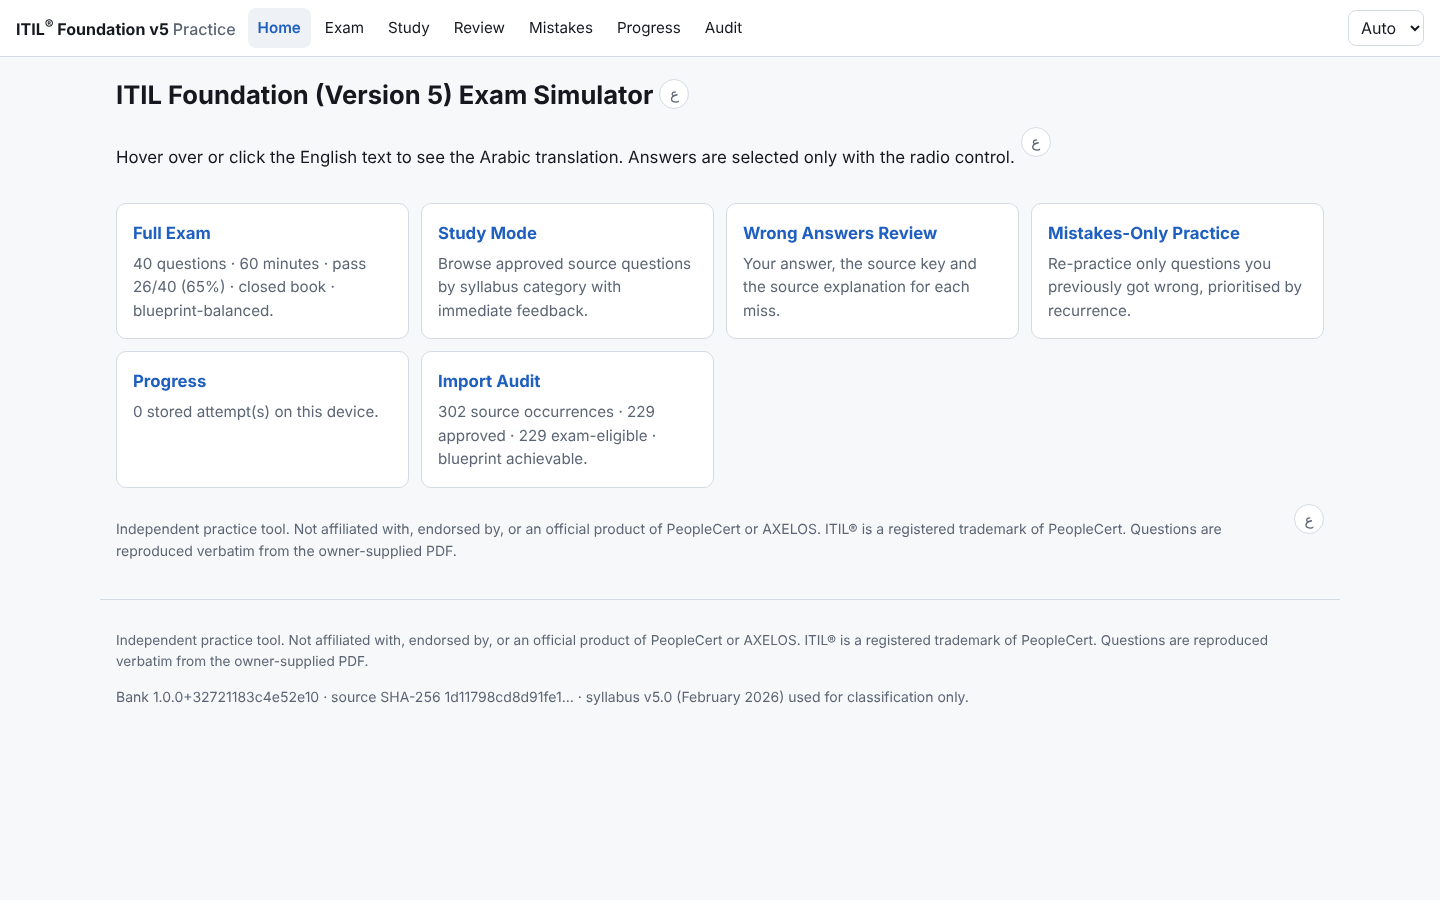 ITIL® Foundation v5 Practice Home Exam Study Review Mistakes Progress Audit Auto
ITIL Foundation (Version 5) Exam Simulator ع
Hover over or click the English text to see the Arabic translation. Answers are selected only with the radio control. ع
Full Exam
40 questions · 60 minutes · pass
26/40 (65%) · closed book ·
blueprint-balanced.
Study Mode
Browse approved source questions
by syllabus category with
immediate feedback.
Wrong Answers Review
Your answer, the source key and
the source explanation for each
miss.
Mistakes-Only Practice
Re-practice only questions you
previously got wrong, prioritised by
recurrence.
Progress
0 stored attempt(s) on this device.
Import Audit
302 source occurrences · 229
approved · 229 exam-eligible ·
blueprint achievable.
Independent practice tool. Not affiliated with, endorsed by, or an official product of PeopleCert or AXELOS. ITIL® is a registered trademark of PeopleCert. Questions are ع
reproduced verbatim from the owner-supplied PDF.
Independent practice tool. Not affiliated with, endorsed by, or an official product of PeopleCert or AXELOS. ITIL® is a registered trademark of PeopleCert. Questions are reproduced
verbatim from the owner-supplied PDF.
Bank 1.0.0+32721183c4e52e10 · source SHA-256 1d11798cd8d91fe1… · syllabus v5.0 (February 2026) used for classification only.